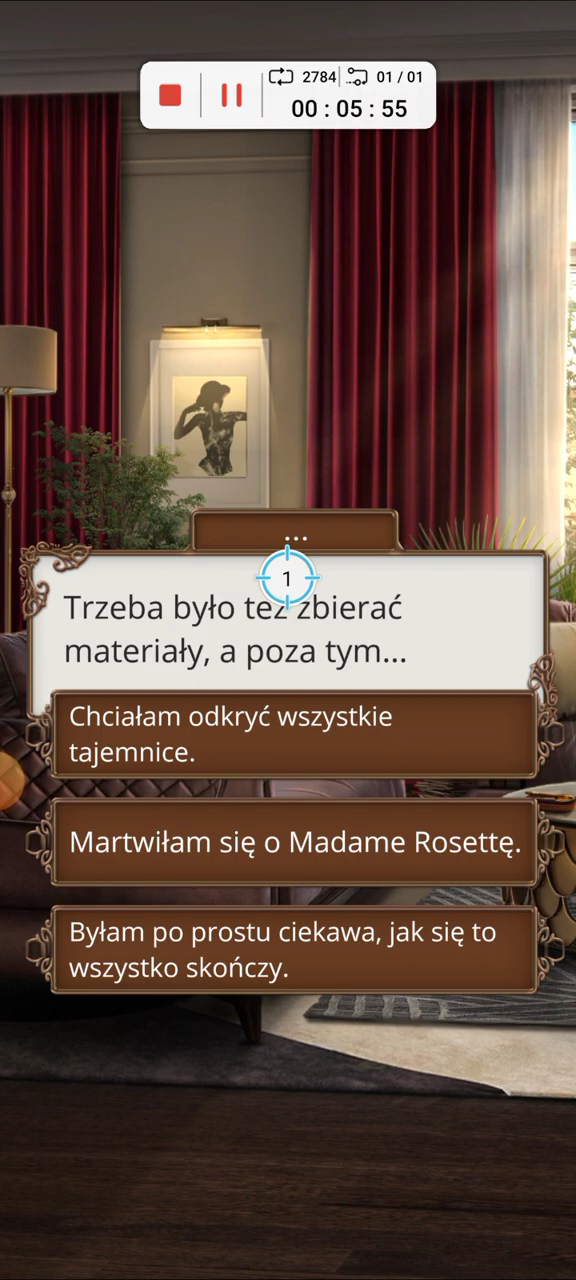 2784 01 / 01
00 : 05 : 55
...
1
Trzeba było też zbierać
materiały, a poza tym...
Chciałam odkryć wszystkie
tajemnice.
Martwiłam się o Madame Rosettę.
Byłam po prostu ciekawa, jak się to
wszystko skończy.